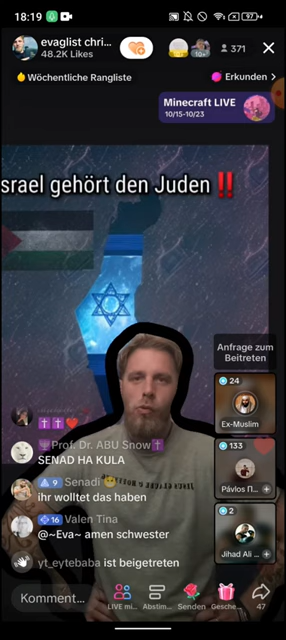 18:19
97
evaglist chri...
48.2K Likes
10+
371
Wöchentliche Rangliste
Erkunden >
Minecraft LIVE
10/15-10/23
srael gehört den Juden ‼️
Anfrage zum
Beitreten
24
Ex-Muslim
✝️✝️❤️
133
Prof. Dr. ABU Snow
SENAD HA KULA
Pávlos Π...
9 Senadi
ihr wolltet das haben
2
16 Valen Tina
@~Eva~ amen schwester
Jihad Ali ...
yt_eytebaba ist beigetreten
Komment...
LIVE mi...
Abstim...
Senden
Gesche...
47